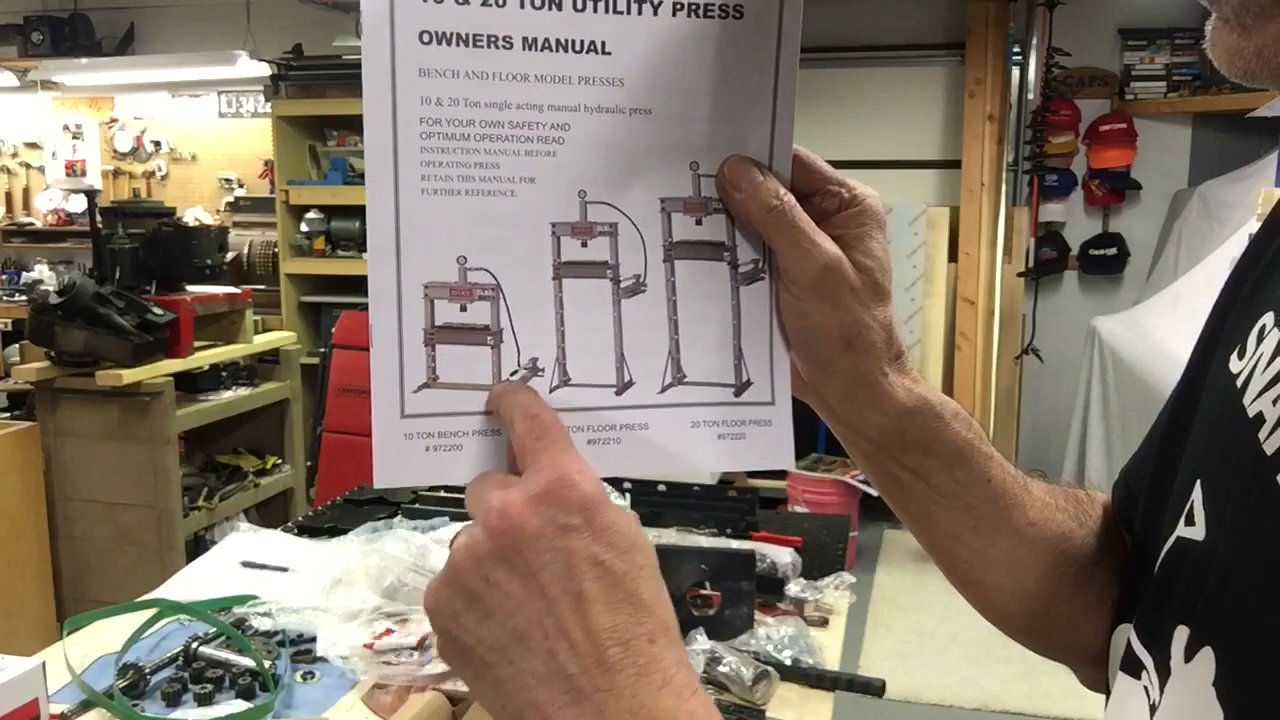 10 & 20 TON UTILITY PRESS
OWNERS MANUAL
BENCH AND FLOOR MODEL PRESSES
10 & 20 Ton single acting manual hydraulic press
FOR YOUR OWN SAFETY AND
OPTIMUM OPERATION READ
INSTRUCTION MANUAL BEFORE
OPERATING PRESS
RETAIN THIS MANUAL FOR
FURTHER REFERENCE.
10 TON BENCH PRESS
# 972200
TON FLOOR PRESS
#972210
20 TON FLOOR PRESS
#972220
CAPS